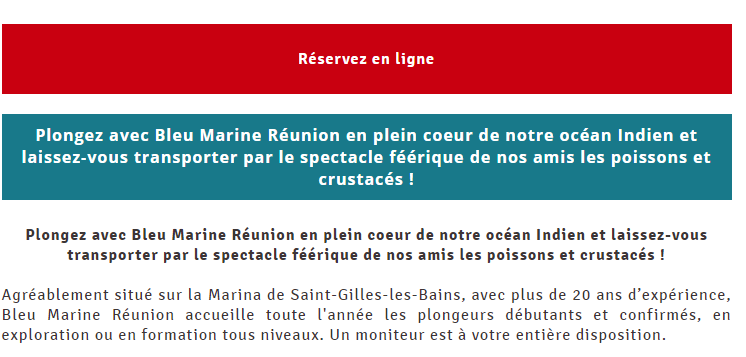 Réservez en ligne
Plongez avec Bleu Marine Réunion en plein coeur de notre océan Indien et
laissez-vous transporter par le spectacle féérique de nos amis les poissons et
crustacés !
Plongez avec Bleu Marine Réunion en plein coeur de notre océan Indien et laissez-vous
transporter par le spectacle féérique de nos amis les poissons et crustacés !
Agréablement situé sur la Marina de Saint-Gilles-les-Bains, avec plus de 20 ans d’expérience,
Bleu Marine Réunion accueille toute l'année les plongeurs débutants et confirmés, en
exploration ou en formation tous niveaux. Un moniteur est à votre entière disposition.